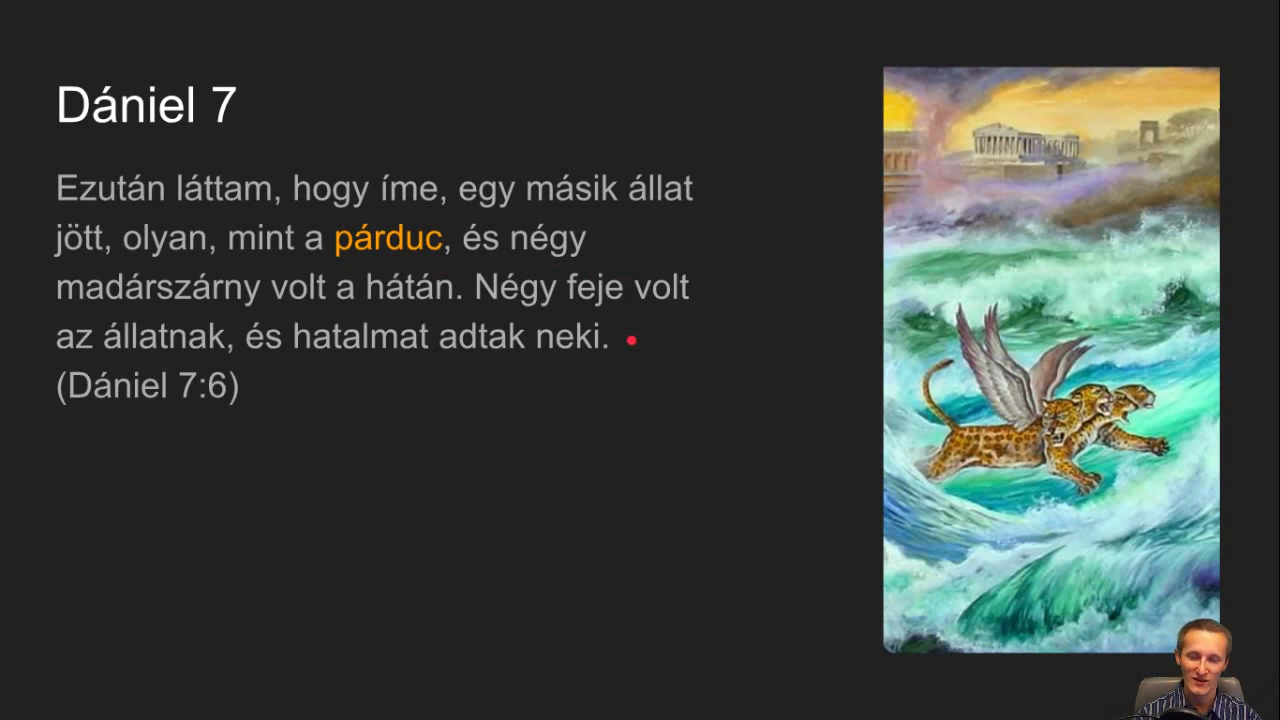 Dániel 7
Ezután láttam, hogy íme, egy másik állat
jött, olyan, mint a párduc, és négy
madárszárny volt a hátán. Négy feje volt
az állatnak, és hatalmat adtak neki.
(Dániel 7:6)